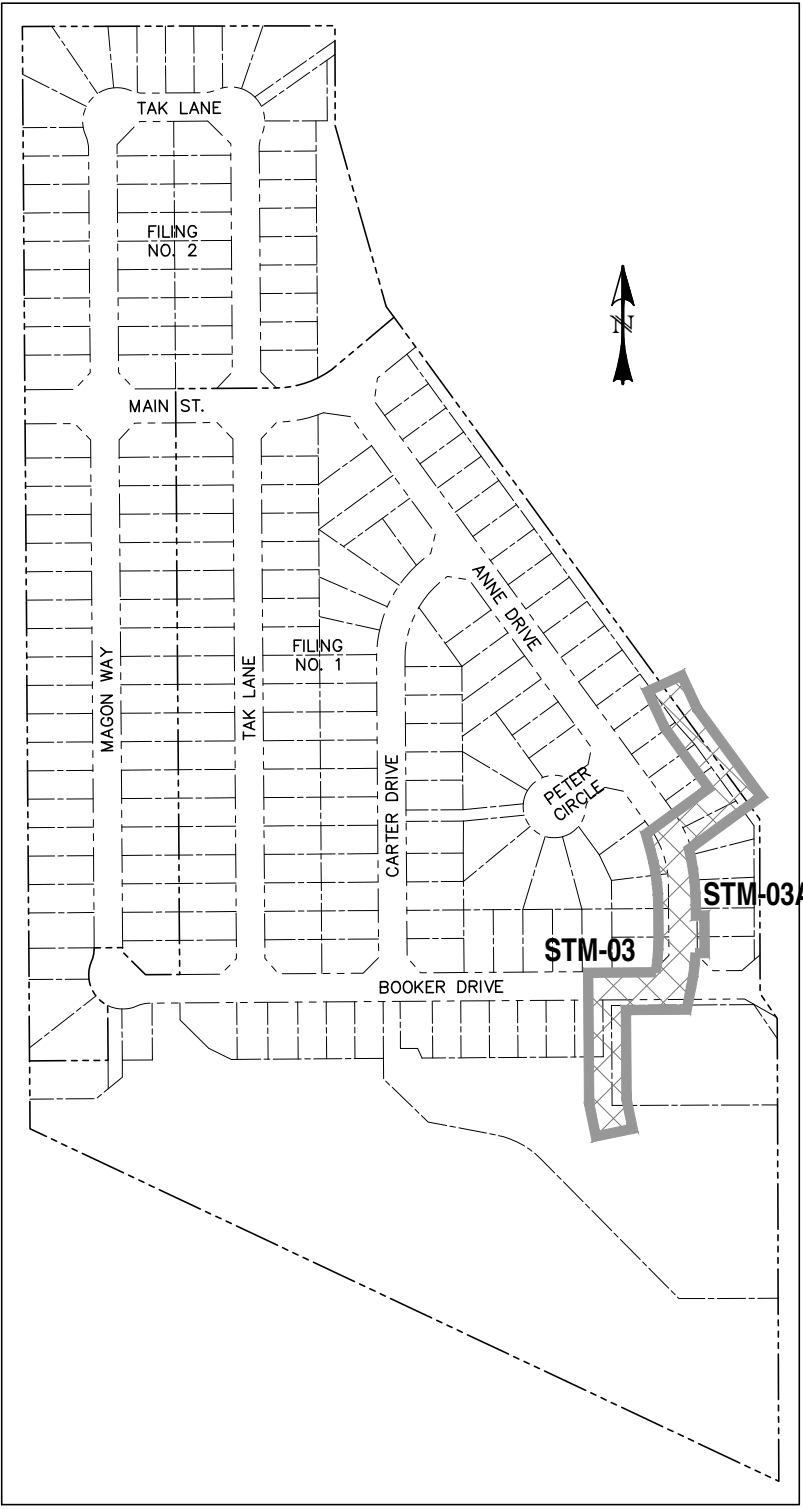 TAK LANE
FILING
NO. 2
N
MAIN ST.
ANNE DRIVE
FILING
NO. 1
MAGON WAY
TAK LANE
CARTER DRIVE
PETER
CIRCLE
STM-03A
STM-03
BOOKER DRIVE